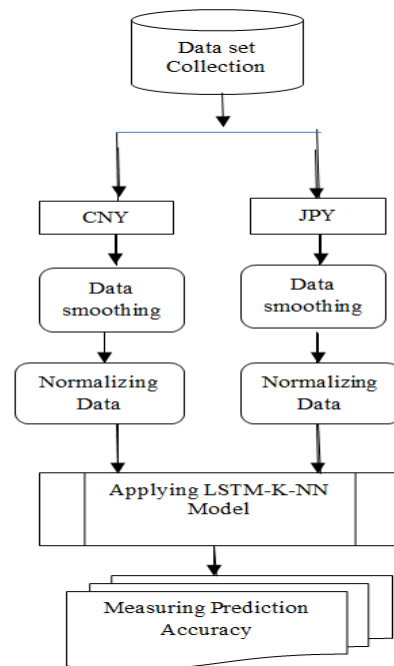 Data set
Collection
CNY
JPY
Data
smoothing
Data
smoothing
Normalizing
Data
Normalizing
Data
Applying LSTM-K-NN
Model
Measuring Prediction
Accuracy